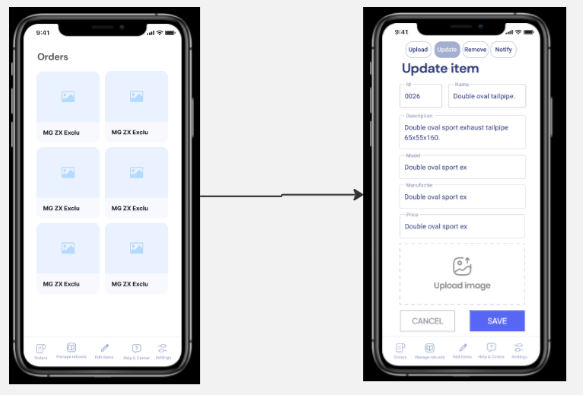 9:41
Orders
MG ZX Exclu
MG ZX Exclu
MG ZX Exclu
MG ZX Exclu
MG ZX Exclu
MG ZX Exclu
Orders
Manage refunds
Edit items
Help & Center
Settings
9:41
Upload
Update
Remove
Notify
Update item
Id
0026
Name
Double oval tailpipe.
Description
Double oval sport exhaust tailpipe
65x55x160.
Model
Double oval sport ex
Manufacter
Double oval sport ex
Price
Double oval sport ex
Upload image
CANCEL
SAVE
Orders
Manage refunds
Add items
Help & Center
Settings